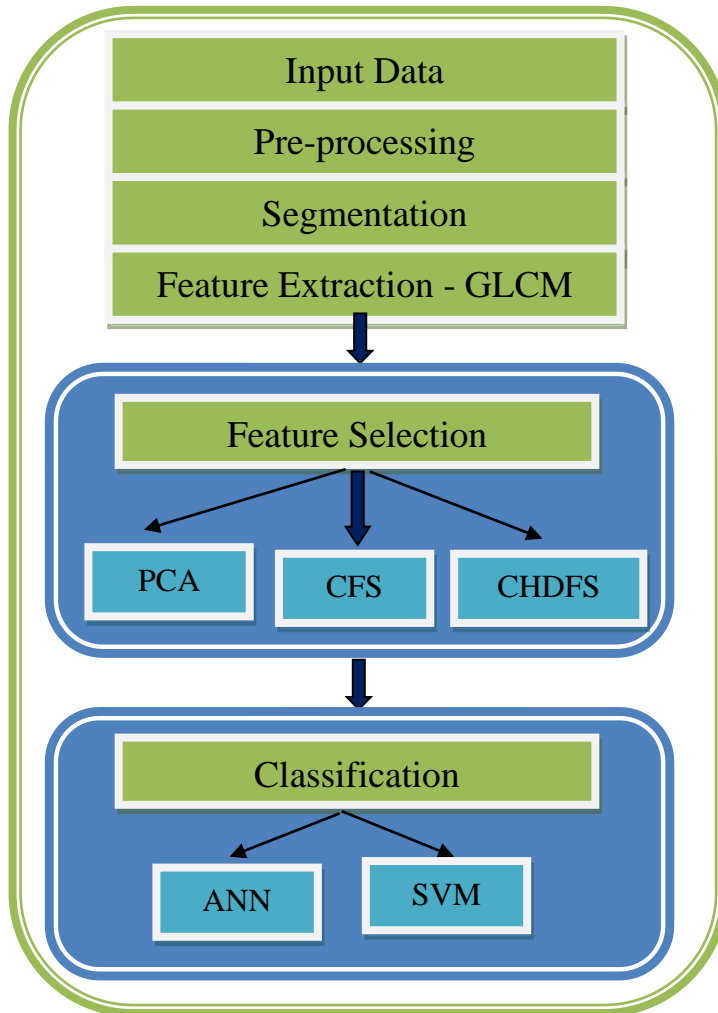 Input Data
Pre-processing
Segmentation
Feature Extraction - GLCM
Feature Selection
PCA
CFS
CHDFS
Classification
ANN
SVM